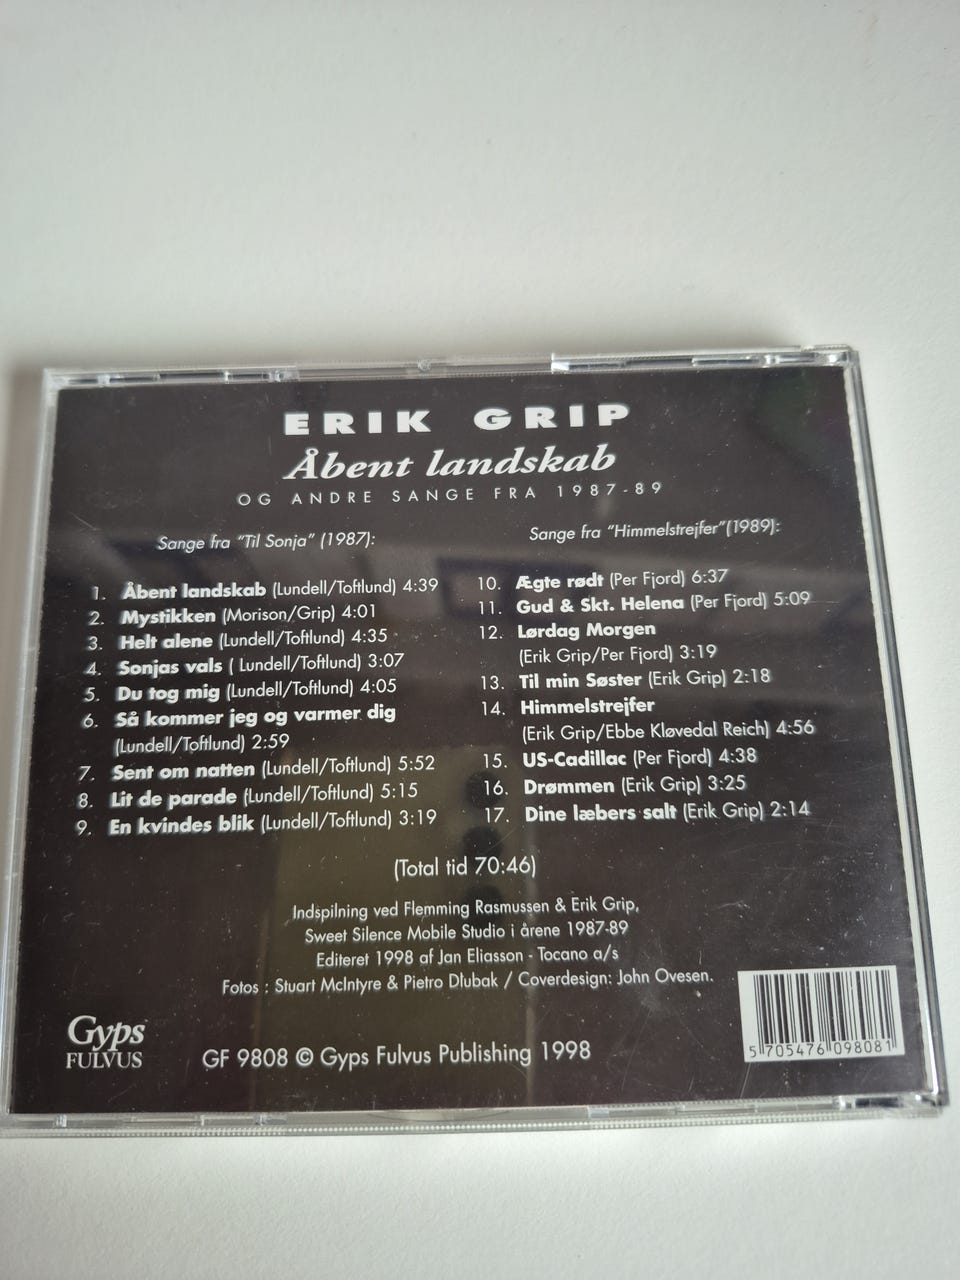 ERIK GRIP
Åbent landskab
OG ANDRE SANGE FRA 1987-89
Sange fra "Til Sonja" (1987):
1. Åbent landskab (Lundell/Toftlund) 4:39
2. Mystikken (Morison/Grip) 4:01
3. Helt alene (Lundell/Toftlund) 4:35
4. Sonjas vals ( Lundell/Toftlund) 3:07
5. Du tog mig (Lundell/Toftlund) 4:05
6. Så kommer jeg og varmer dig
(Lundell/Toftlund) 2:59
7. Sent om natten (Lundell/Toftlund) 5:52
8. Lit de parade (Lundell/Toftlund) 5:15
9. En kvindes blik (Lundell/Toftlund) 3:19
Sange fra "Himmelstrejfer"(1989):
10. Ægte rødt (Per Fjord) 6:37
11. Gud & Skt. Helena (Per Fjord) 5:09
12. Lørdag Morgen
(Erik Grip/Per Fjord) 3:19
13. Til min Søster (Erik Grip) 2:18
14. Himmelstrejfer
(Erik Grip/Ebbe Kløvedal Reich) 4:56
15. US-Cadillac (Per Fjord) 4:38
16. Drømmen (Erik Grip) 3:25
17. Dine læbers salt (Erik Grip) 2:14
(Total tid 70:46)
Indspilning ved Flemming Rasmussen & Erik Grip,
Sweet Silence Mobile Studio i årene 1987-89
Editeret 1998 af Jan Eliasson - Tocano a/s
Fotos : Stuart McIntyre & Pietro Dlubak / Coverdesign: John Ovesen.
Gyps
FULVUS
GF 9808 © Gyps Fulvus Publishing 1998
5 705476 098081